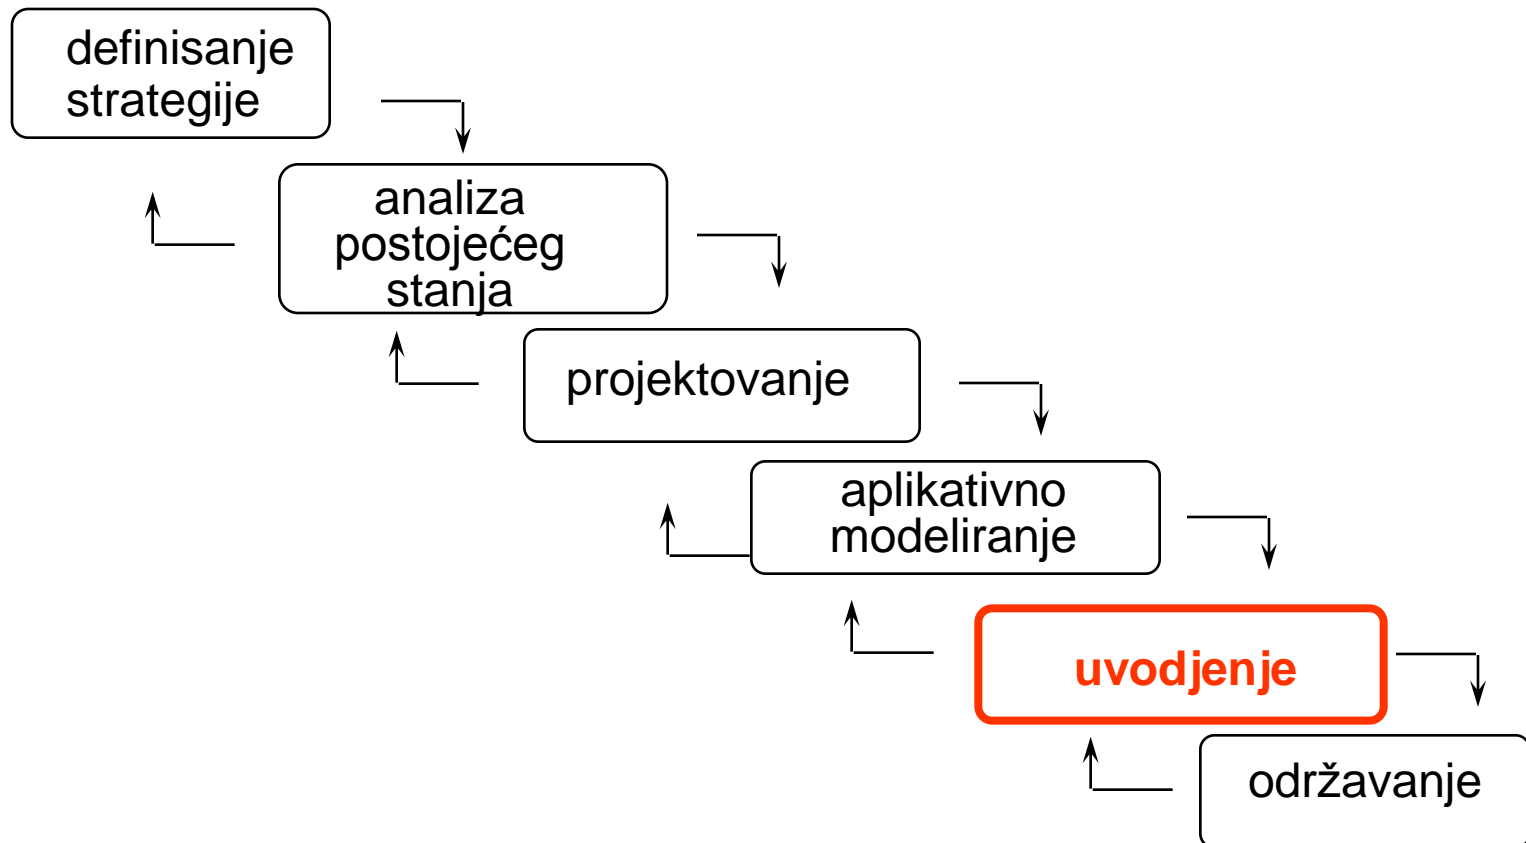 definisanje
strategije
analiza
postojećeg
stanja
projektovanje
aplikativno
modeliranje
uvodjenje
održavanje